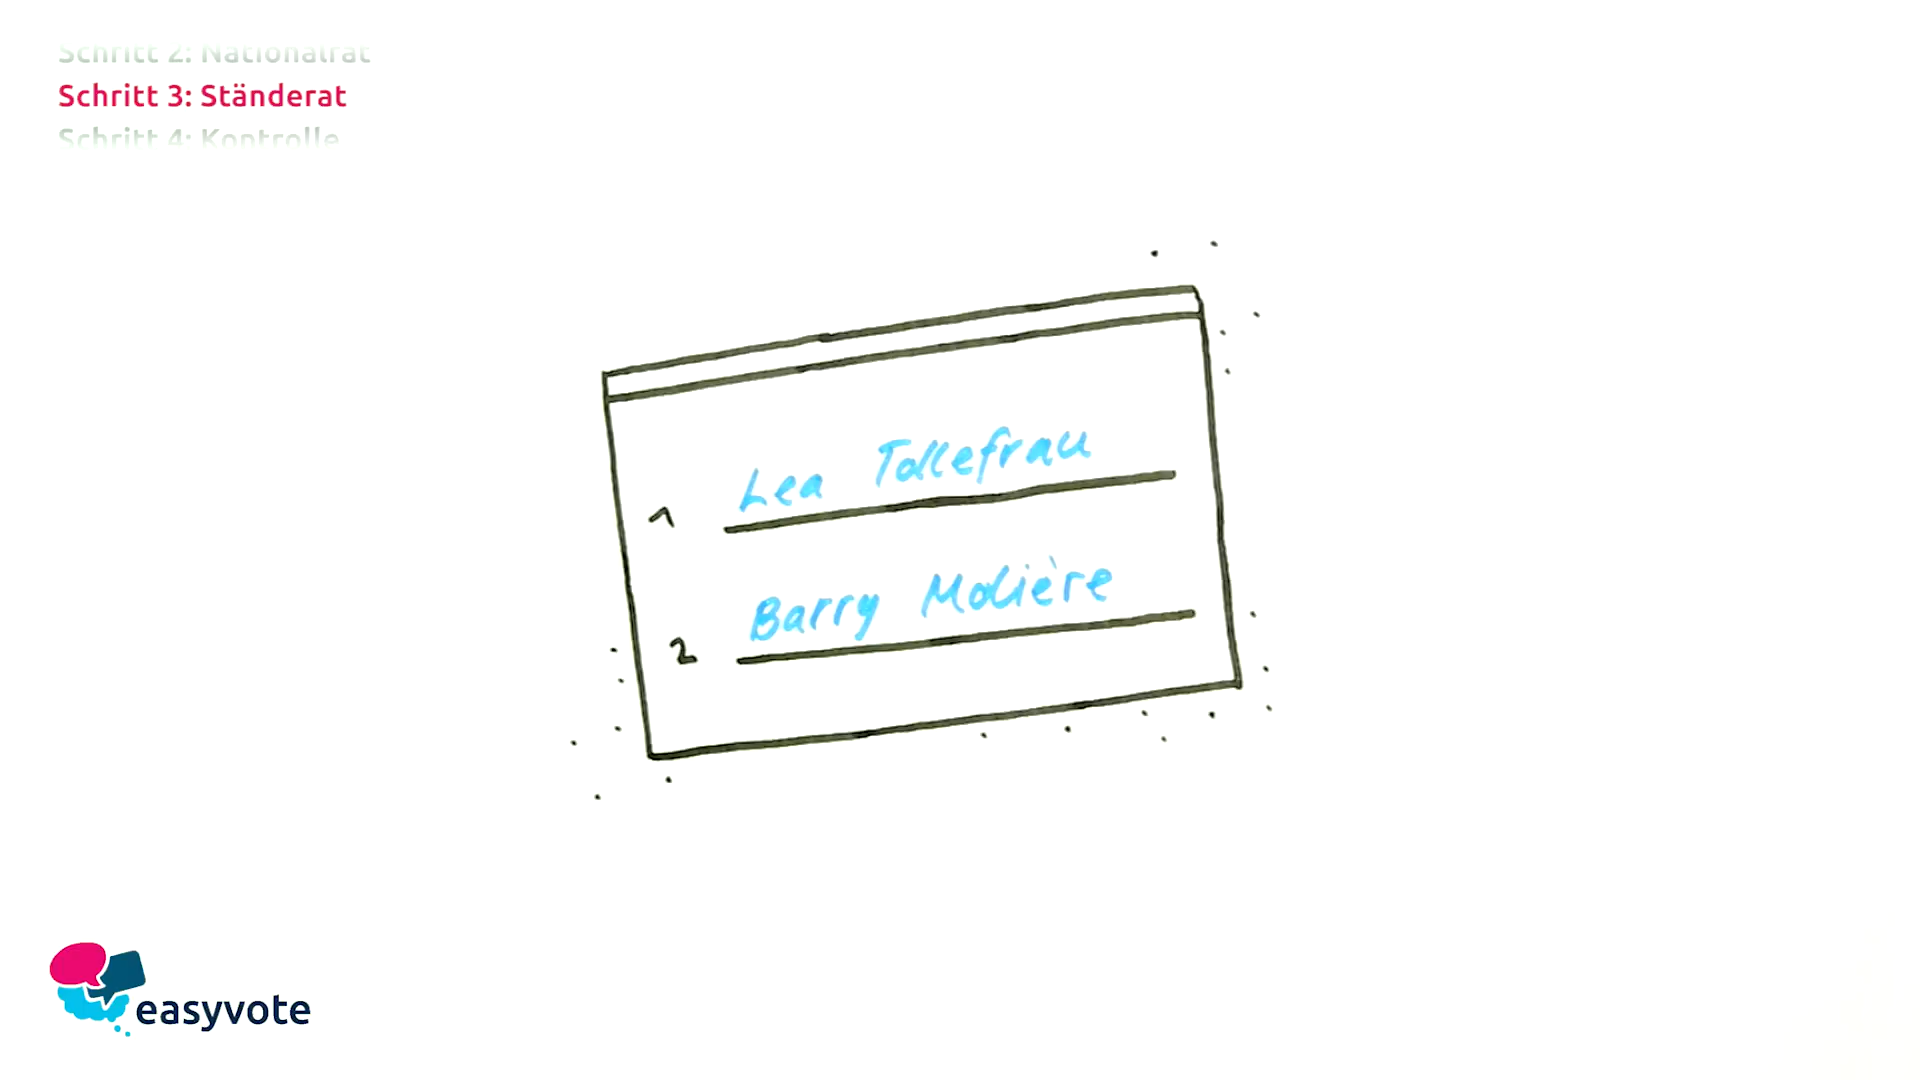 Schritt 2: Nationalrat
Schritt 3: Ständerat
Schritt 4: Kontrolle
1 Lea Tollefrau
2 Barry Molière
easyvote